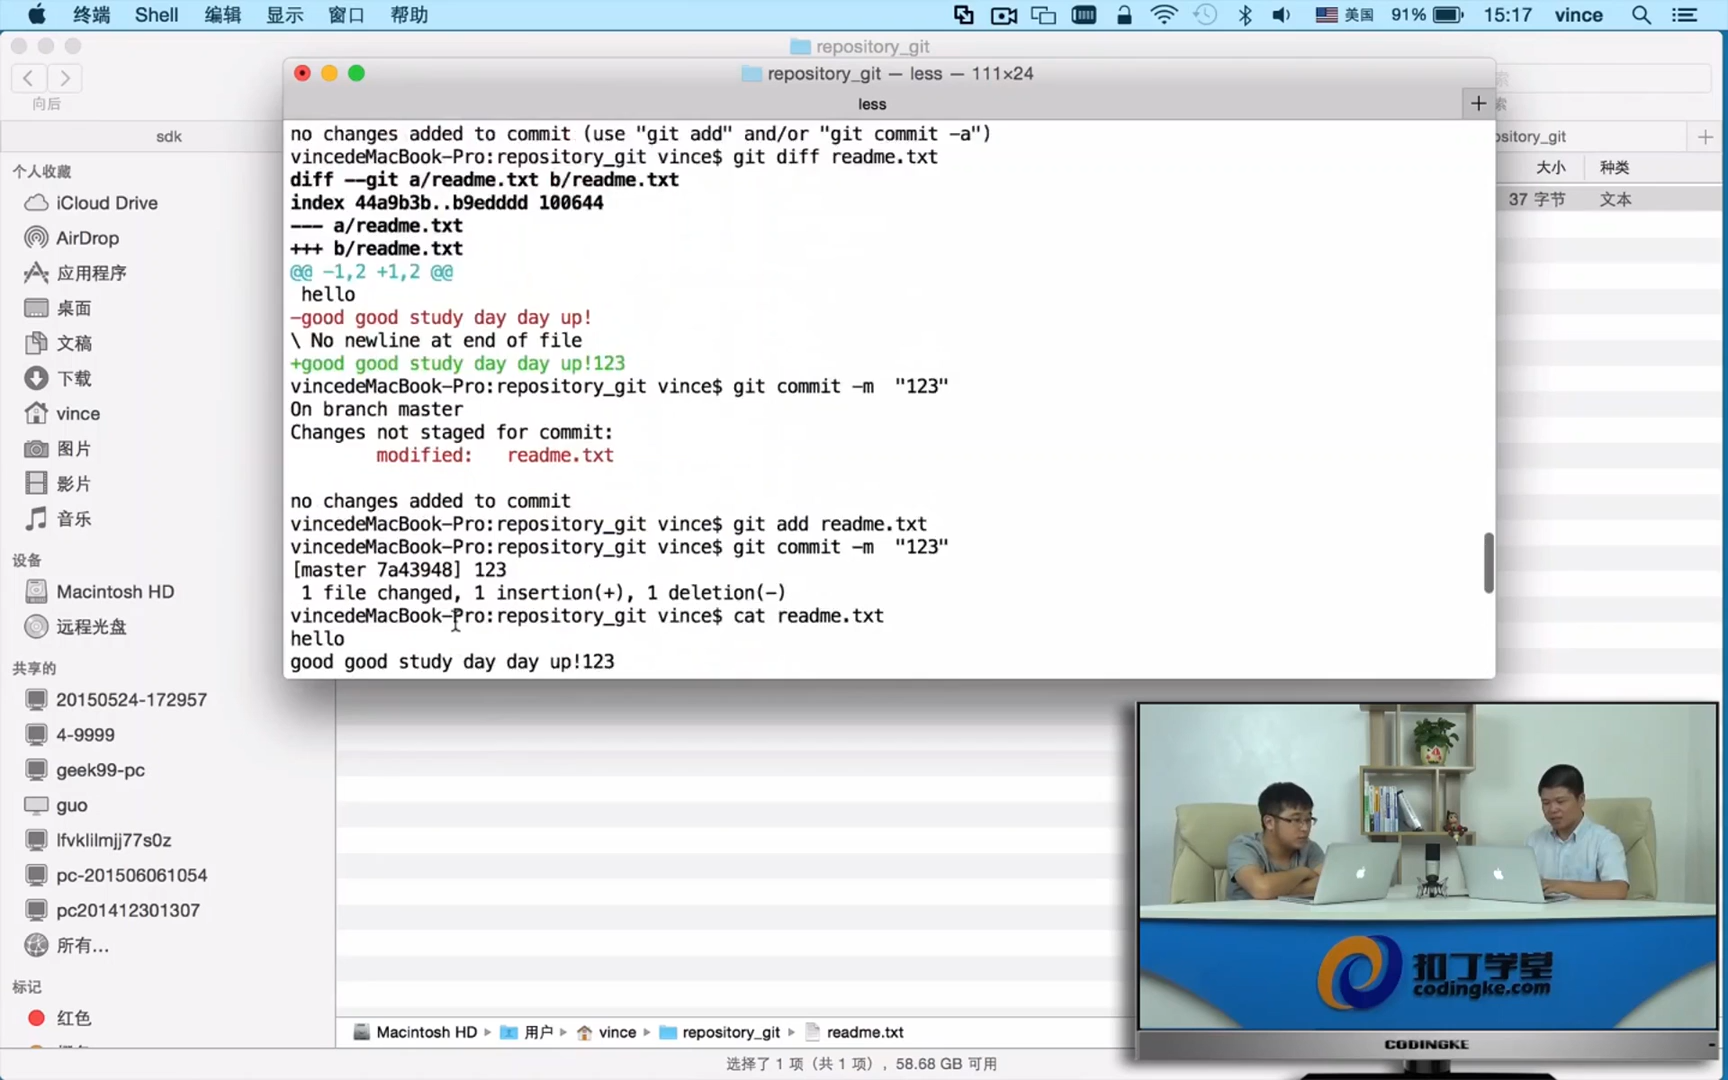 终端 Shell 编辑 显示 窗口 帮助
美国 91% 15:17 vince
repository_git
向后
sdk
repository_git — less — 111×24
less
索
sitory_git
大小 种类
37 字节 文本
个人收藏
iCloud Drive
AirDrop
应用程序
桌面
文稿
下载
vince
图片
影片
音乐
设备
Macintosh HD
远程光盘
共享的
20150524-172957
4-9999
geek99-pc
guo
lfvklilmjj77s0z
pc-201506061054
pc201412301307
所有...
标记
红色
no changes added to commit (use "git add" and/or "git commit -a")
vincedeMacBook-Pro:repository_git vince$ git diff readme.txt
diff --git a/readme.txt b/readme.txt
index 44a9b3b..b9edddd 100644
--- a/readme.txt
+++ b/readme.txt
@@ -1,2 +1,2 @@
hello
-good good study day day up!
\ No newline at end of file
+good good study day day up!123
vincedeMacBook-Pro:repository_git vince$ git commit -m  "123"
On branch master
Changes not staged for commit:
modified:   readme.txt
no changes added to commit
vincedeMacBook-Pro:repository_git vince$ git add readme.txt
vincedeMacBook-Pro:repository_git vince$ git commit -m  "123"
[master 7a43948] 123
1 file changed, 1 insertion(+), 1 deletion(-)
vincedeMacBook-Pro:repository_git vince$ cat readme.txt
hello
good good study day day up!123
扣丁学堂
codingke.com
CODINGKE
Macintosh HD 用户 vince repository_git readme.txt
选择了 1 项（共 1 项），58.68 GB 可用